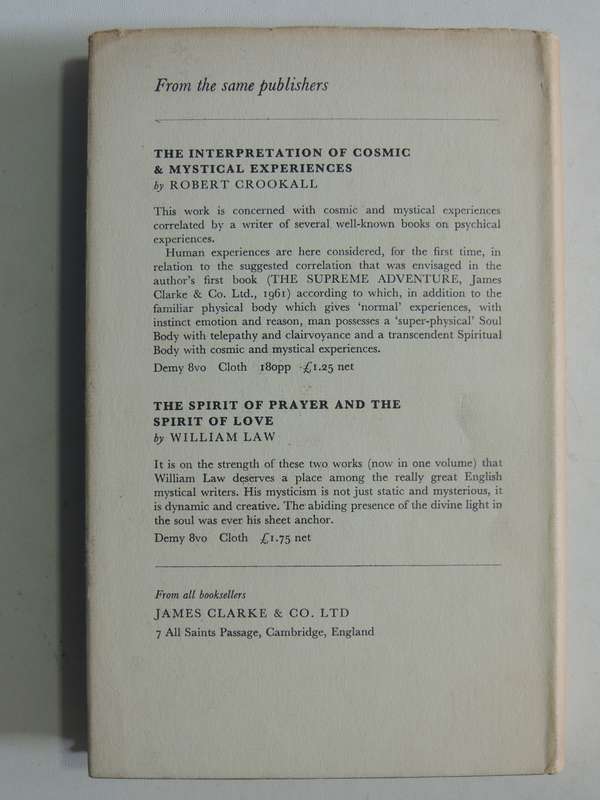 From the same publishers
THE INTERPRETATION OF COSMIC
& MYSTICAL EXPERIENCES
by ROBERT CROOKALL
This work is concerned with cosmic and mystical experiences
correlated by a writer of several well-known books on psychical
experiences.
Human experiences are here considered, for the first time, in
relation to the suggested correlation that was envisaged in the
author's first book (THE SUPREME ADVENTURE, James
Clarke & Co. Ltd., 1961) according to which, in addition to the
familiar physical body which gives 'normal' experiences, with
instinct emotion and reason, man possesses a 'super-physical' Soul
Body with telepathy and clairvoyance and a transcendent Spiritual
Body with cosmic and mystical experiences.
Demy 8vo Cloth 180pp £1.25 net
THE SPIRIT OF PRAYER AND THE
SPIRIT OF LOVE
by WILLIAM LAW
It is on the strength of these two works (now in one volume) that
William Law deserves a place among the really great English
mystical writers. His mysticism is not just static and mysterious, it
is dynamic and creative. The abiding presence of the divine light in
the soul was ever his sheet anchor.
Demy 8vo Cloth £1.75 net
From all booksellers
JAMES CLARKE & CO. LTD
7 All Saints Passage, Cambridge, England